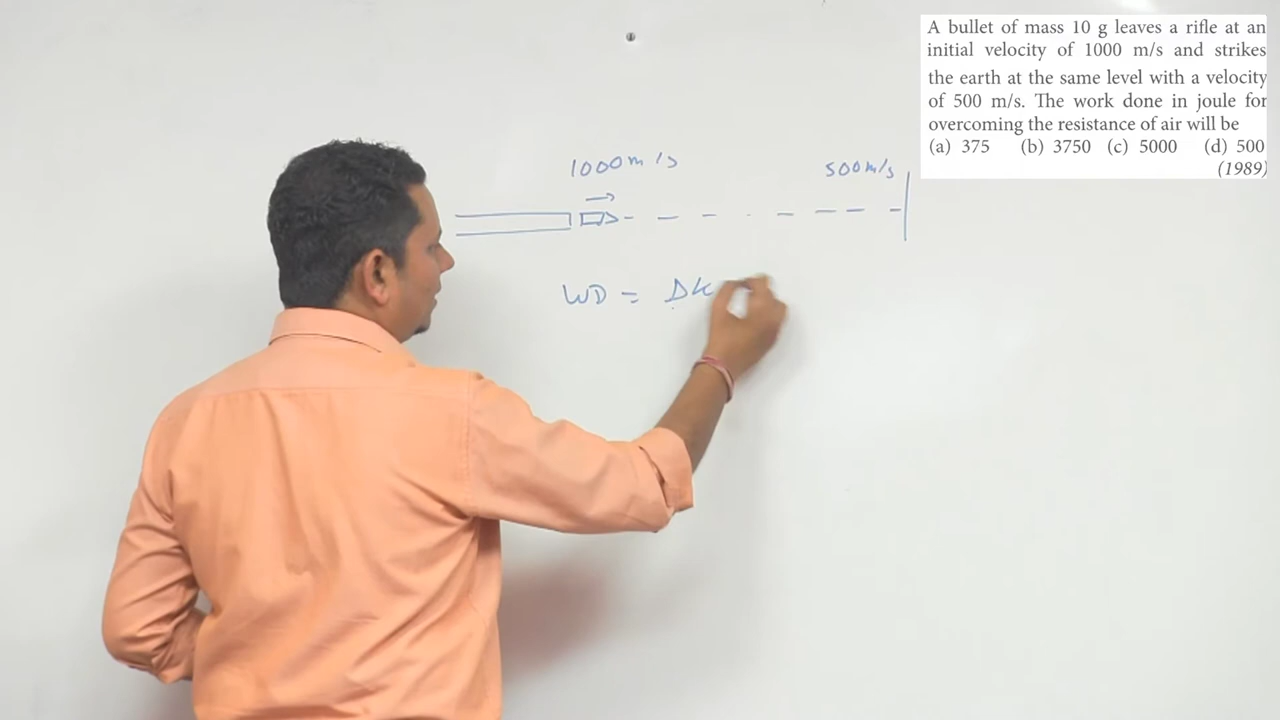 A bullet of mass 10 g leaves a rifle at an
initial velocity of 1000 m/s and strikes
the earth at the same level with a velocity
of 500 m/s. The work done in joule for
overcoming the resistance of air will be
(a) 375 (b) 3750 (c) 5000 (d) 500
(1989)
1000m/s 500m/s
WD = Δk